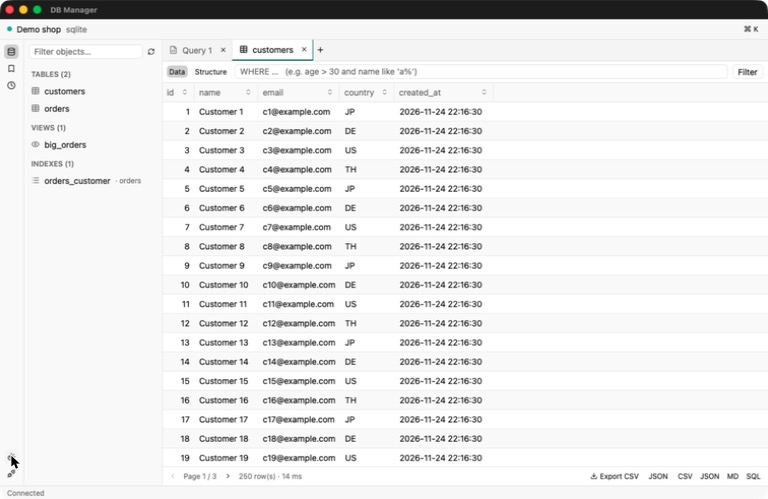 DB Manager
Demo shop sqlite ⌘ K
Filter objects...
TABLES (2)
customers
orders
VIEWS (1)
big_orders
INDEXES (1)
orders_customer · orders
Query 1 × customers × +
Data Structure WHERE ... (e.g. age > 30 and name like 'a%') Filter
id name email country created_at
1 Customer 1 c1@example.com JP 2026-11-24 22:16:30
2 Customer 2 c2@example.com DE 2026-11-24 22:16:30
3 Customer 3 c3@example.com US 2026-11-24 22:16:30
4 Customer 4 c4@example.com TH 2026-11-24 22:16:30
5 Customer 5 c5@example.com JP 2026-11-24 22:16:30
6 Customer 6 c6@example.com DE 2026-11-24 22:16:30
7 Customer 7 c7@example.com US 2026-11-24 22:16:30
8 Customer 8 c8@example.com TH 2026-11-24 22:16:30
9 Customer 9 c9@example.com JP 2026-11-24 22:16:30
10 Customer 10 c10@example.com DE 2026-11-24 22:16:30
11 Customer 11 c11@example.com US 2026-11-24 22:16:30
12 Customer 12 c12@example.com TH 2026-11-24 22:16:30
13 Customer 13 c13@example.com JP 2026-11-24 22:16:30
14 Customer 14 c14@example.com DE 2026-11-24 22:16:30
15 Customer 15 c15@example.com US 2026-11-24 22:16:30
16 Customer 16 c16@example.com TH 2026-11-24 22:16:30
17 Customer 17 c17@example.com JP 2026-11-24 22:16:30
18 Customer 18 c18@example.com DE 2026-11-24 22:16:30
19 Customer 19 c19@example.com US 2026-11-24 22:16:30
Page 1 / 3 250 row(s) · 14 ms Export CSV JSON CSV JSON MD SQL
Connected